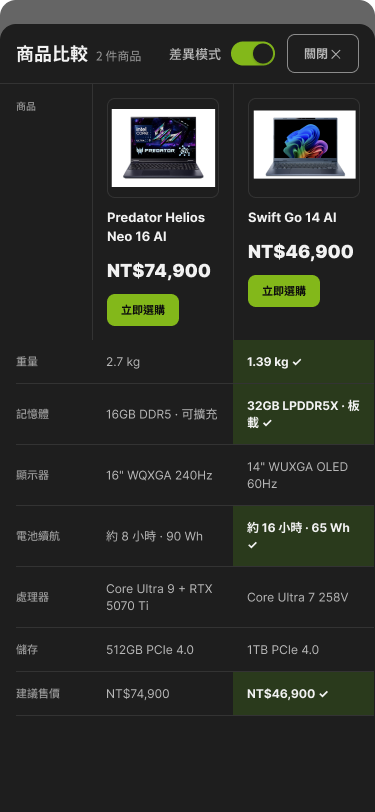 商品比較 2 件商品 差異模式 關閉 ×
商品
intel CORE ULTRA 9
PREDATOR
Predator Helios
Neo 16 AI
NT$74,900
立即選購
Swift Go 14 AI
NT$46,900
立即選購
重量 2.7 kg 1.39 kg ✓
記憶體 16GB DDR5 · 可擴充 32GB LPDDR5X · 板
載 ✓
顯示器 16" WQXGA 240Hz 14" WUXGA OLED
60Hz
電池續航 約 8 小時 · 90 Wh 約 16 小時 · 65 Wh
✓
處理器 Core Ultra 9 + RTX
5070 Ti
Core Ultra 7 258V
儲存 512GB PCIe 4.0 1TB PCIe 4.0
建議售價 NT$74,900 NT$46,900 ✓